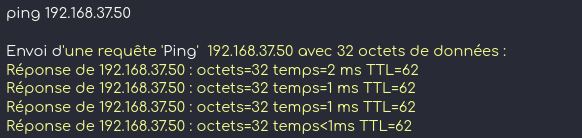 ping 192.168.37.50
Envoi d'une requête 'Ping'  192.168.37.50 avec 32 octets de données :
Réponse de 192.168.37.50 : octets=32 temps=2 ms TTL=62
Réponse de 192.168.37.50 : octets=32 temps=1 ms TTL=62
Réponse de 192.168.37.50 : octets=32 temps=1 ms TTL=62
Réponse de 192.168.37.50 : octets=32 temps<1ms TTL=62